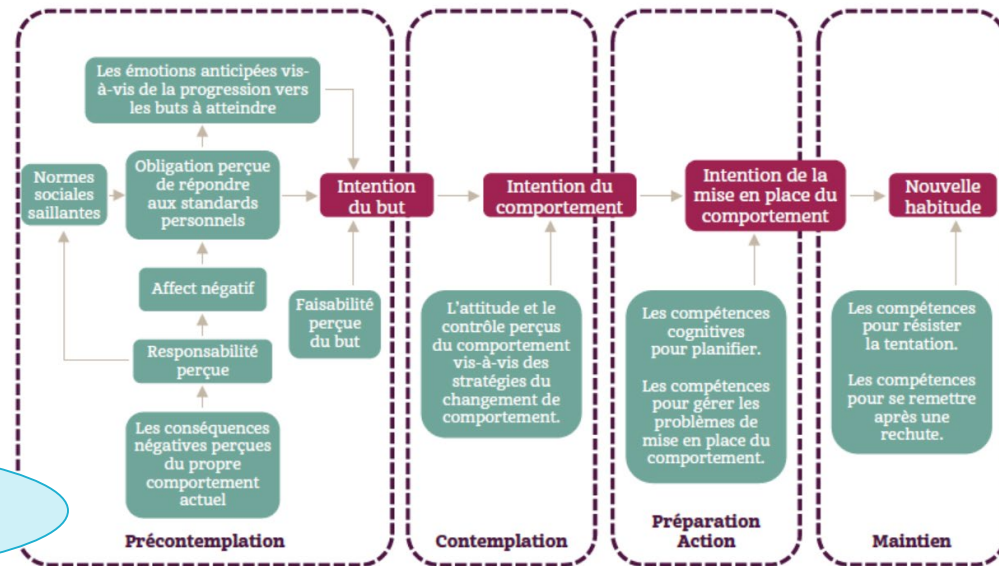 Les émotions anticipées vis-
à-vis de la progression vers
les buts à atteindre
Normes
sociales
saillantes
Obligation perçue
de répondre
aux standards
personnels
Intention
du but
Intention du
comportement
Intention de la
mise en place du
comportement
Nouvelle
habitude
Affect négatif
Faisabilité
perçue
du but
Responsabilité
perçue
Les conséquences
négatives perçues
du propre
comportement
actuel
L'attitude et le
contrôle perçus
du comportement
vis-à-vis des
stratégies du
changement de
comportement.
Les compétences
cognitives
pour planifier.
Les compétences
pour gérer les
problèmes de
mise en place du
comportement.
Les compétences
pour résister
la tentation.
Les compétences
pour se remettre
après une
rechute.
Précontemplation
Contemplation
Préparation
Action
Maintien